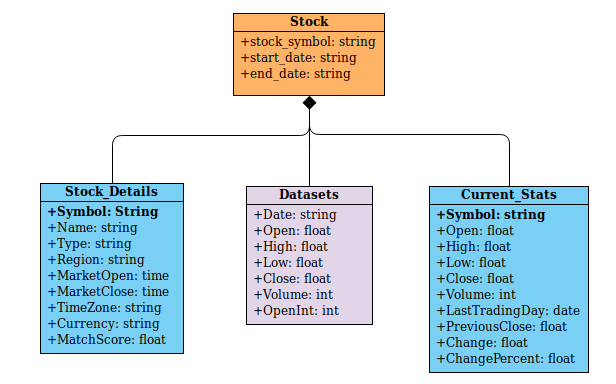 Stock
+stock_symbol: string
+start_date: string
+end_date: string
Stock_Details
+Symbol: String
+Name: string
+Type: string
+Region: string
+MarketOpen: time
+MarketClose: time
+TimeZone: string
+Currency: string
+MatchScore: float
Datasets
+Date: string
+Open: float
+High: float
+Low: float
+Close: float
+Volume: int
+OpenInt: int
Current_Stats
+Symbol: string
+Open: float
+High: float
+Low: float
+Close: float
+Volume: int
+LastTradingDay: date
+PreviousClose: float
+Change: float
+ChangePercent: float